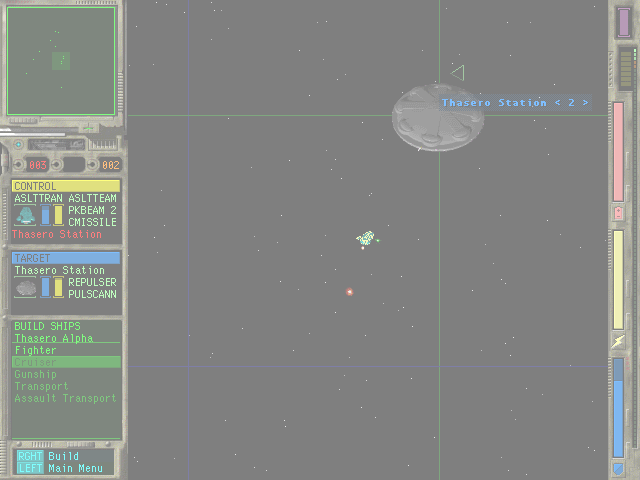 Thasero Station < 2 >
003 002
CONTROL
ASLTTRAN ASLTTEAM
PKBEAM 2
CMISSILE
Thasero Station
TARGET
Thasero Station
REPULSER
PULSCANN
BUILD SHIPS
Thasero Alpha
Fighter
Cruiser
Gunship
Transport
Assault Transport
RGHT Build
LEFT Main Menu